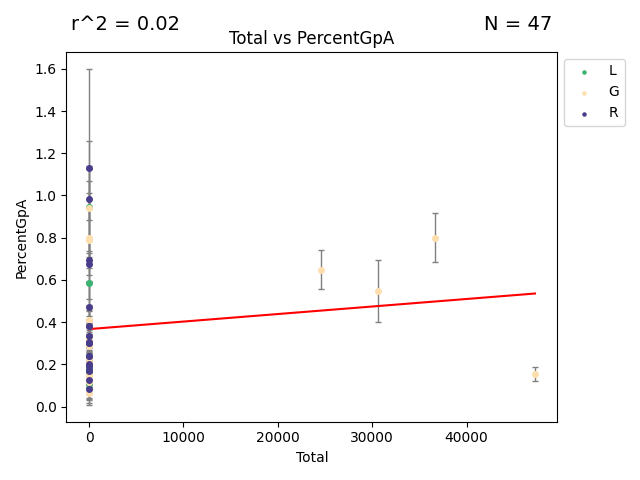 r^2 = 0.02
N = 47
Total vs PercentGpA
L
G
R
1.6
1.4
1.2
1.0
0.8
0.6
0.4
0.2
0.0
PercentGpA
0
10000
20000
30000
40000
Total